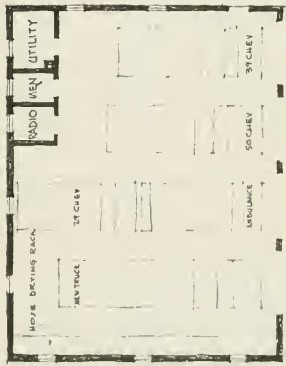 UTILITY
MEN
RADIO
HOSE DRYING RACK
39 CHEV
50 CHEV
29 CHEV
AMBULANCE
NEW TRUCK